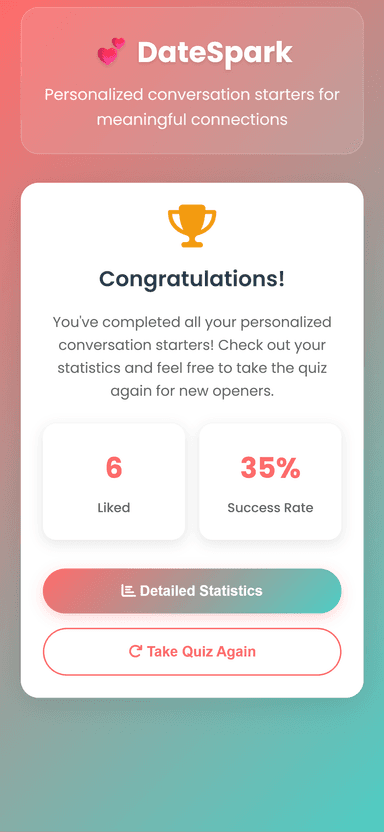 💕 DateSpark
Personalized conversation starters for
meaningful connections
Congratulations!
You've completed all your personalized
conversation starters! Check out your
statistics and feel free to take the quiz
again for new openers.
6
Liked
35%
Success Rate
Detailed Statistics
Take Quiz Again